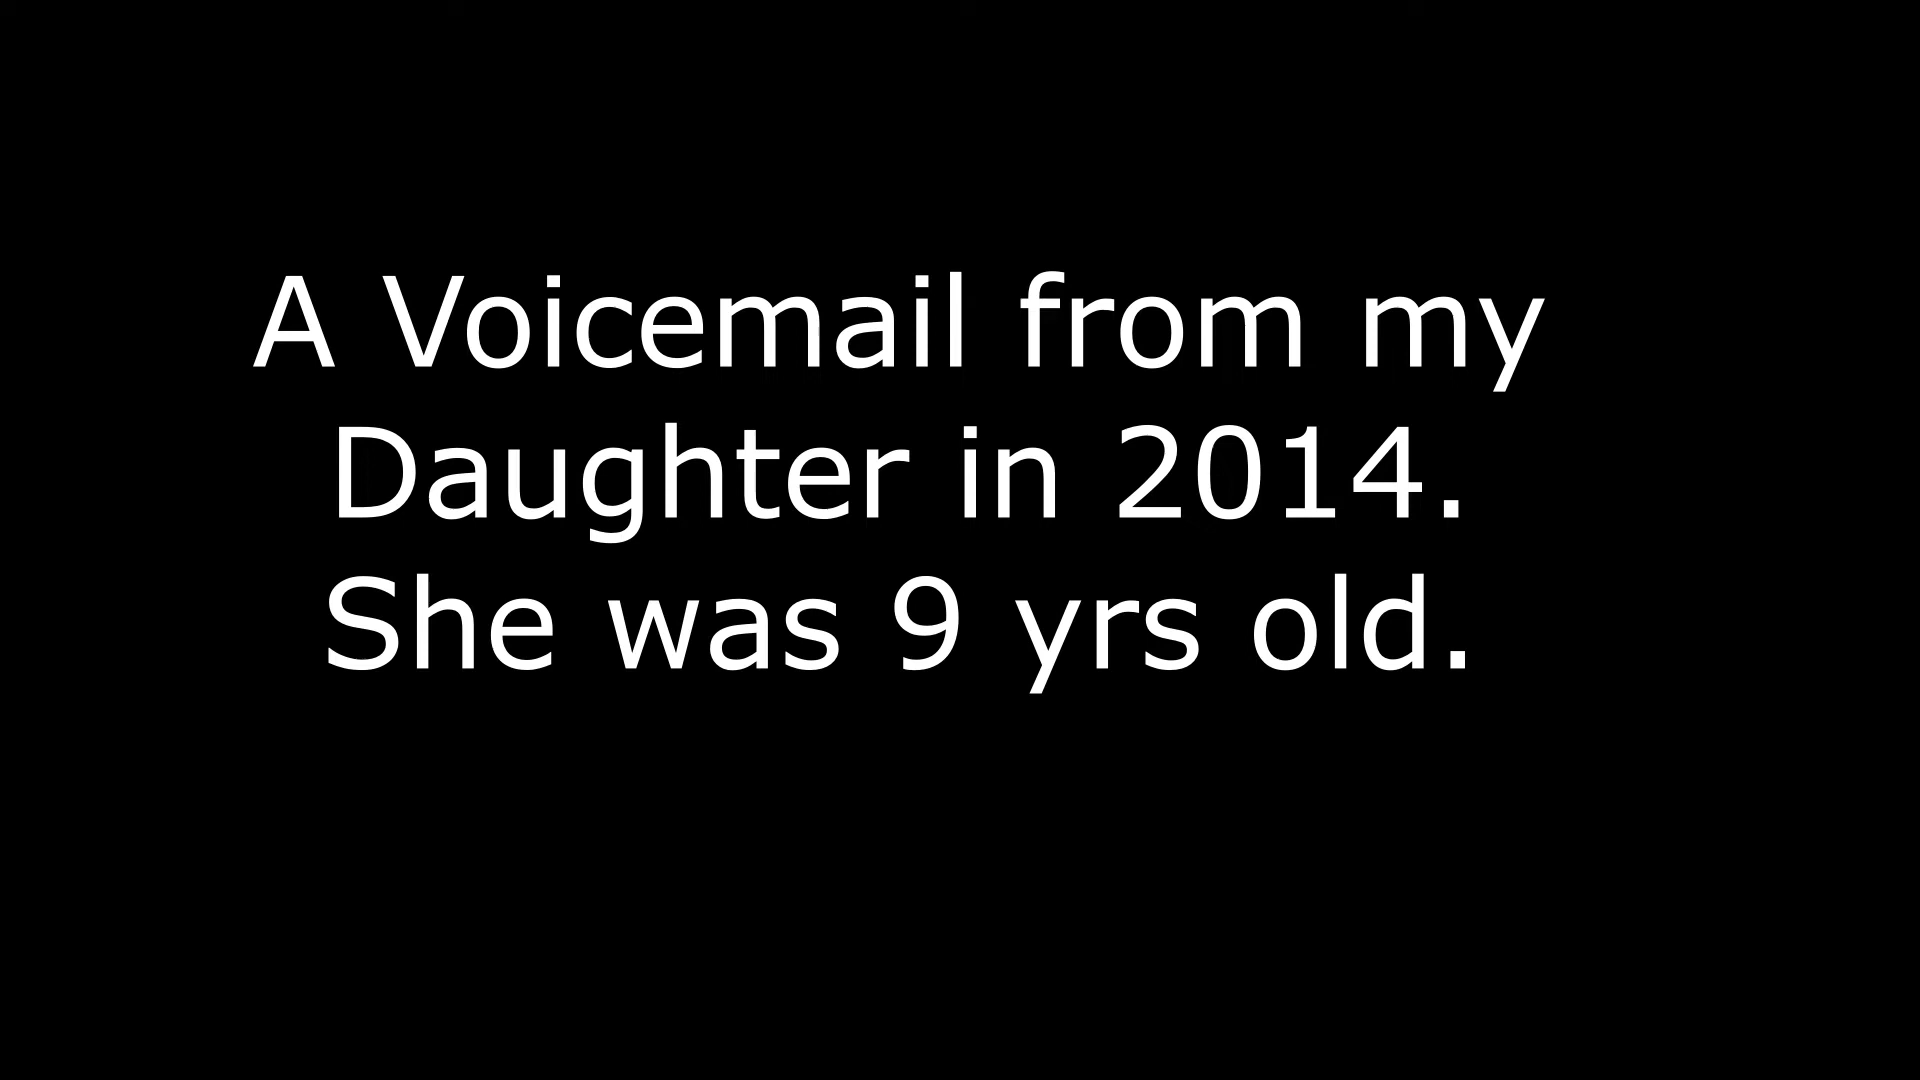 A Voicemail from my
Daughter in 2014.
She was 9 yrs old.